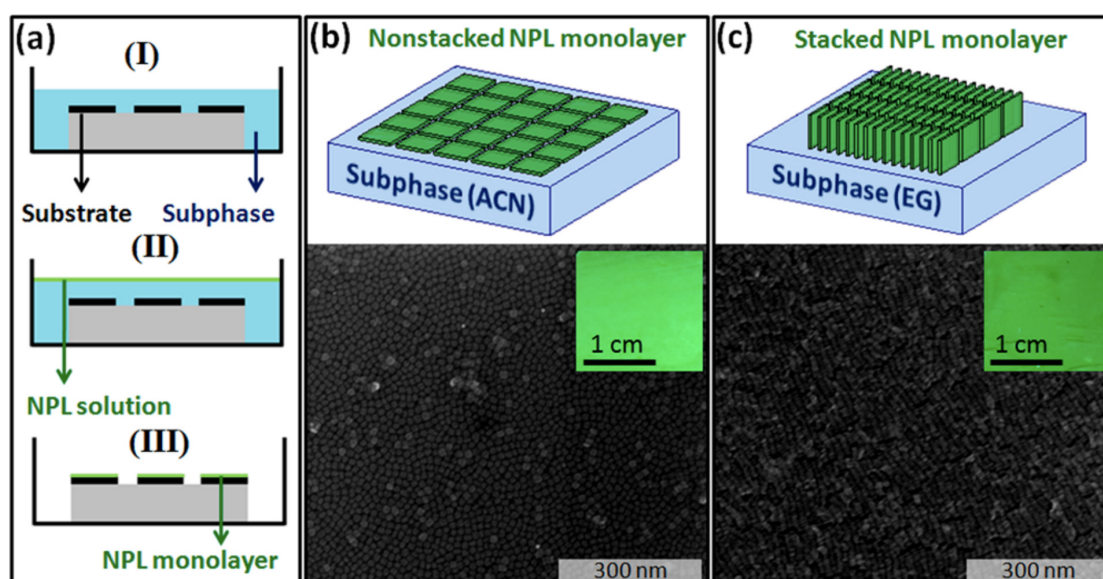 (a)
(I)
Substrate Subphase
(II)
NPL solution
(III)
NPL monolayer
(b) Nonstacked NPL monolayer
Subphase (ACN)
1 cm
300 nm
(c) Stacked NPL monolayer
Subphase (EG)
1 cm
300 nm